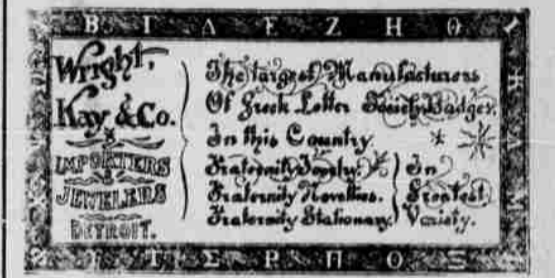 Β Γ Δ Ε Ζ Η Θ Ι
Wright,
Kay & Co.
IMPORTERS
&
JEWELERS
DETROIT.
The Largest Manufacturers
Of Greek Letter Society Badges
In this Country.
Fraternity Jewelry.
Fraternity Novelties.
Fraternity Stationary.
In
Greatest
Variety.
Κ Λ Μ
Τ Σ Ρ Π Ο Ξ